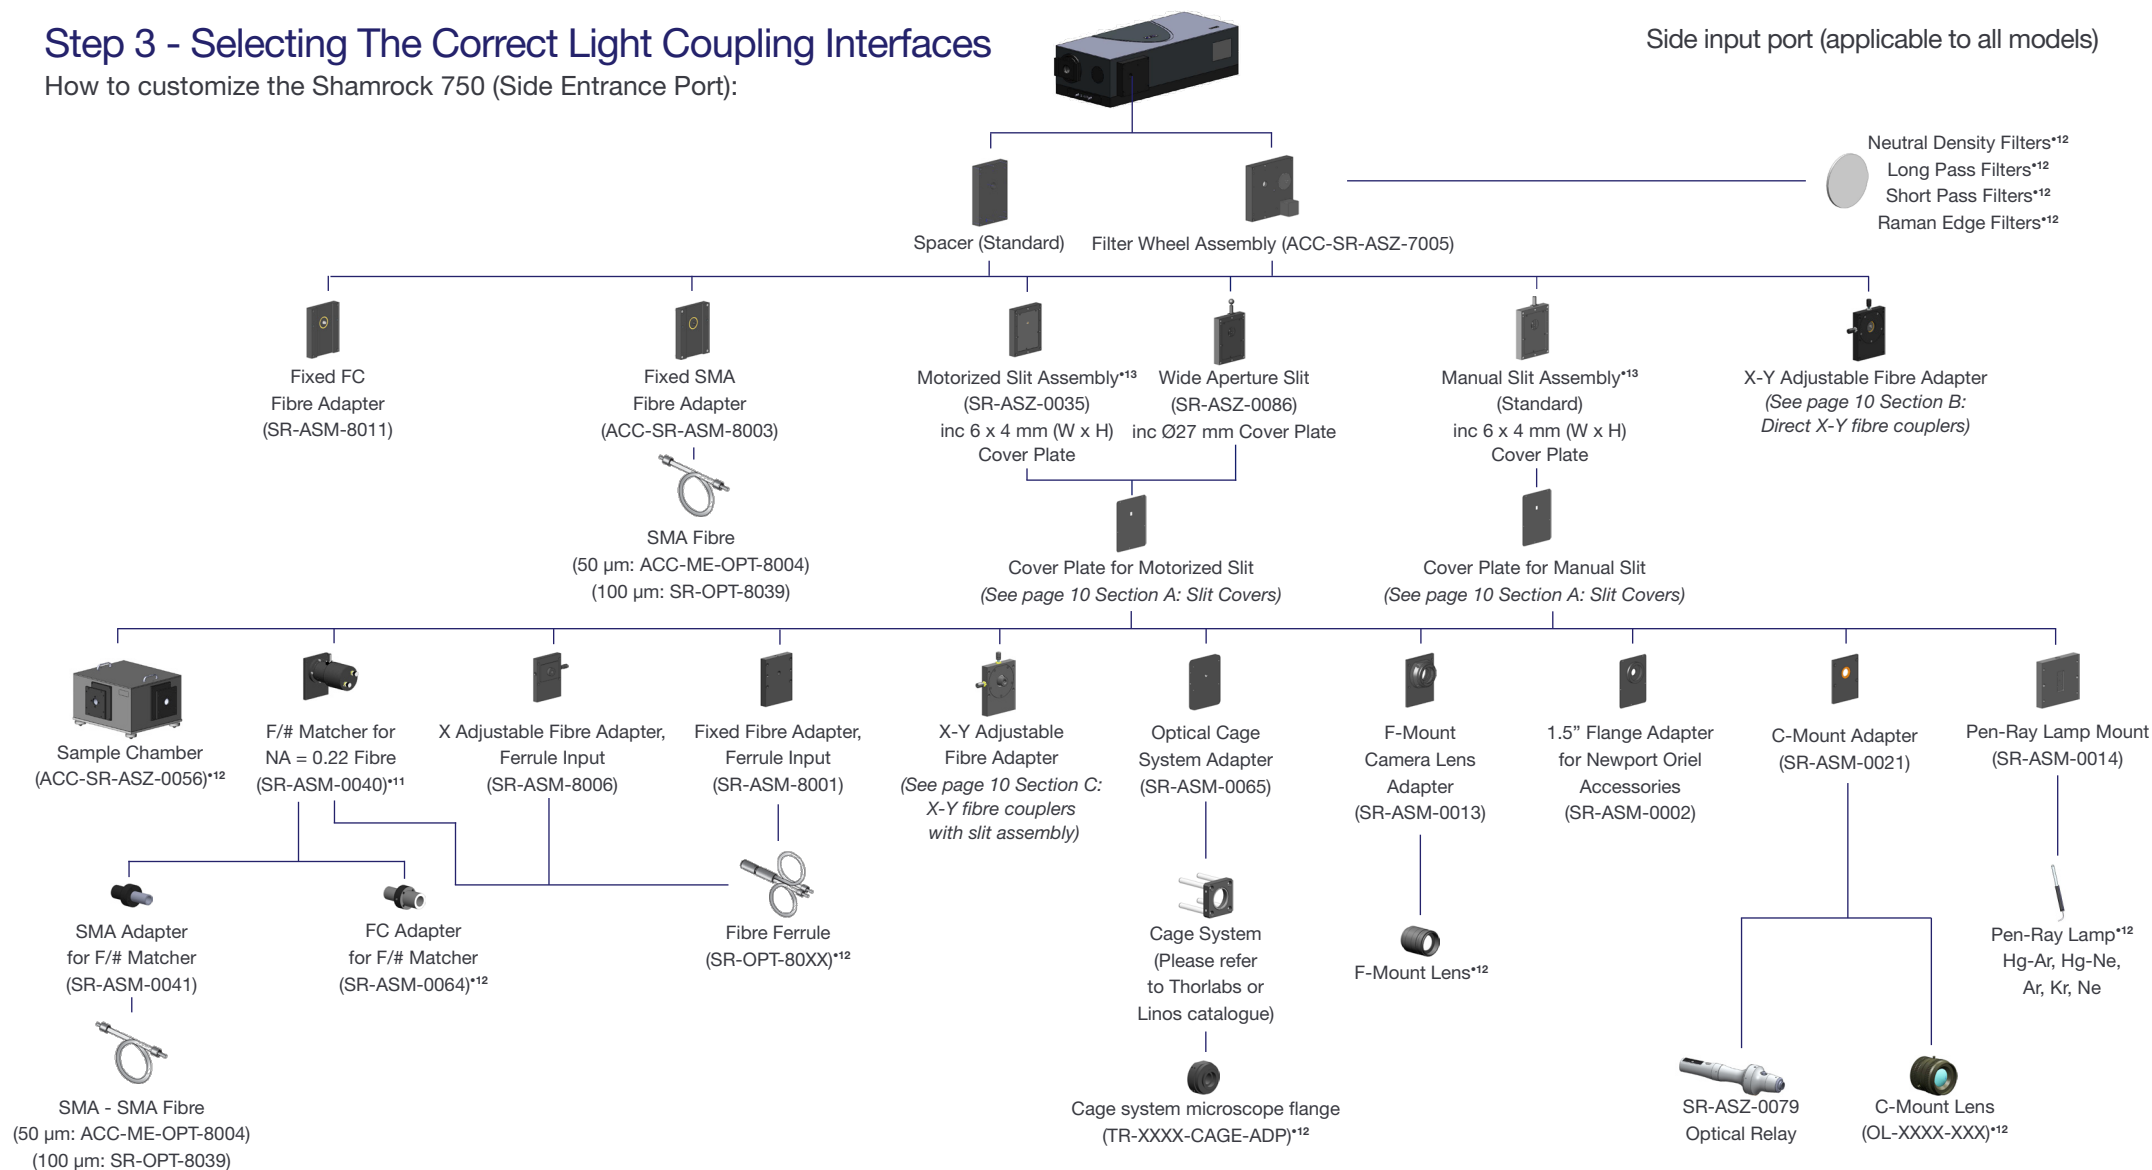 Step 3 - Selecting The Correct Light Coupling Interfaces
Side input port (applicable to all models)
How to customize the Shamrock 750 (Side Entrance Port):
Neutral Density Filters•12
Long Pass Filters•12
Short Pass Filters•12
Raman Edge Filters•12
Spacer (Standard)
Filter Wheel Assembly (ACC-SR-ASZ-7005)
Fixed FC
Fibre Adapter
(SR-ASM-8011)
Fixed SMA
Fibre Adapter
(ACC-SR-ASM-8003)
Motorized Slit Assembly•13
(SR-ASZ-0035)
inc 6 x 4 mm (W x H)
Cover Plate
Wide Aperture Slit
(SR-ASZ-0086)
inc Ø27 mm Cover Plate
Manual Slit Assembly•13
(Standard)
inc 6 x 4 mm (W x H)
Cover Plate
X-Y Adjustable Fibre Adapter
(See page 10 Section B:
Direct X-Y fibre couplers)
SMA Fibre
(50 μm: ACC-ME-OPT-8004)
(100 μm: SR-OPT-8039)
Cover Plate for Motorized Slit
(See page 10 Section A: Slit Covers)
Cover Plate for Manual Slit
(See page 10 Section A: Slit Covers)
Sample Chamber
(ACC-SR-ASZ-0056)•12
F/# Matcher for
NA = 0.22 Fibre
(SR-ASM-0040)•11
X Adjustable Fibre Adapter,
Ferrule Input
(SR-ASM-8006)
Fixed Fibre Adapter,
Ferrule Input
(SR-ASM-8001)
X-Y Adjustable
Fibre Adapter
(See page 10 Section C:
X-Y fibre couplers
with slit assembly)
Optical Cage
System Adapter
(SR-ASM-0065)
F-Mount
Camera Lens
Adapter
(SR-ASM-0013)
1.5” Flange Adapter
for Newport Oriel
Accessories
(SR-ASM-0002)
C-Mount Adapter
(SR-ASM-0021)
Pen-Ray Lamp Mount
(SR-ASM-0014)
SMA Adapter
for F/# Matcher
(SR-ASM-0041)
FC Adapter
for F/# Matcher
(SR-ASM-0064)•12
Fibre Ferrule
(SR-OPT-80XX)•12
Cage System
(Please refer
to Thorlabs or
Linos catalogue)
F-Mount Lens•12
Pen-Ray Lamp•12
Hg-Ar, Hg-Ne,
Ar, Kr, Ne
SMA - SMA Fibre
(50 μm: ACC-ME-OPT-8004)
(100 μm: SR-OPT-8039)
Cage system microscope flange
(TR-XXXX-CAGE-ADP)•12
SR-ASZ-0079
Optical Relay
C-Mount Lens
(OL-XXXX-XXX)•12